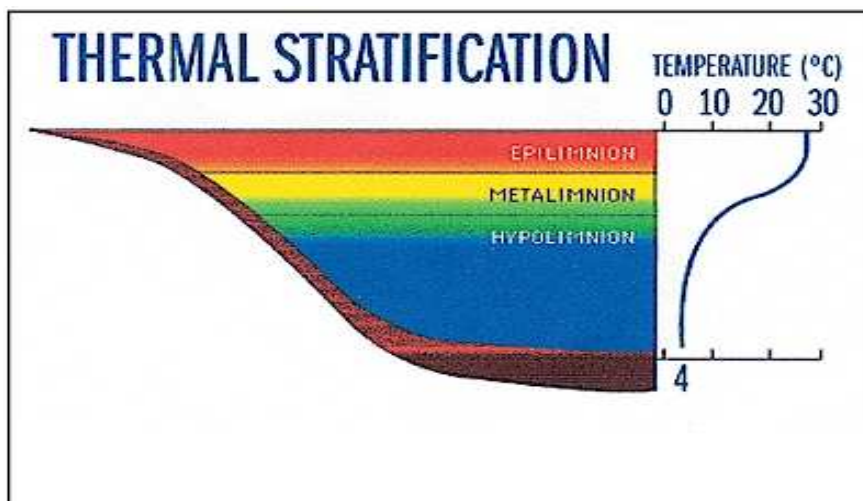 THERMAL STRATIFICATION
TEMPERATURE (°C)
0 10 20 30
EPILIMNION
METALIMNION
HYPOLIMNION
4